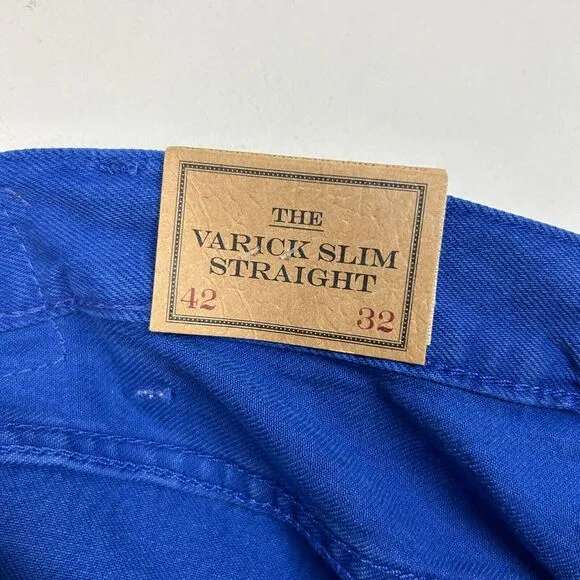 THE
VARICK SLIM
STRAIGHT
42
32